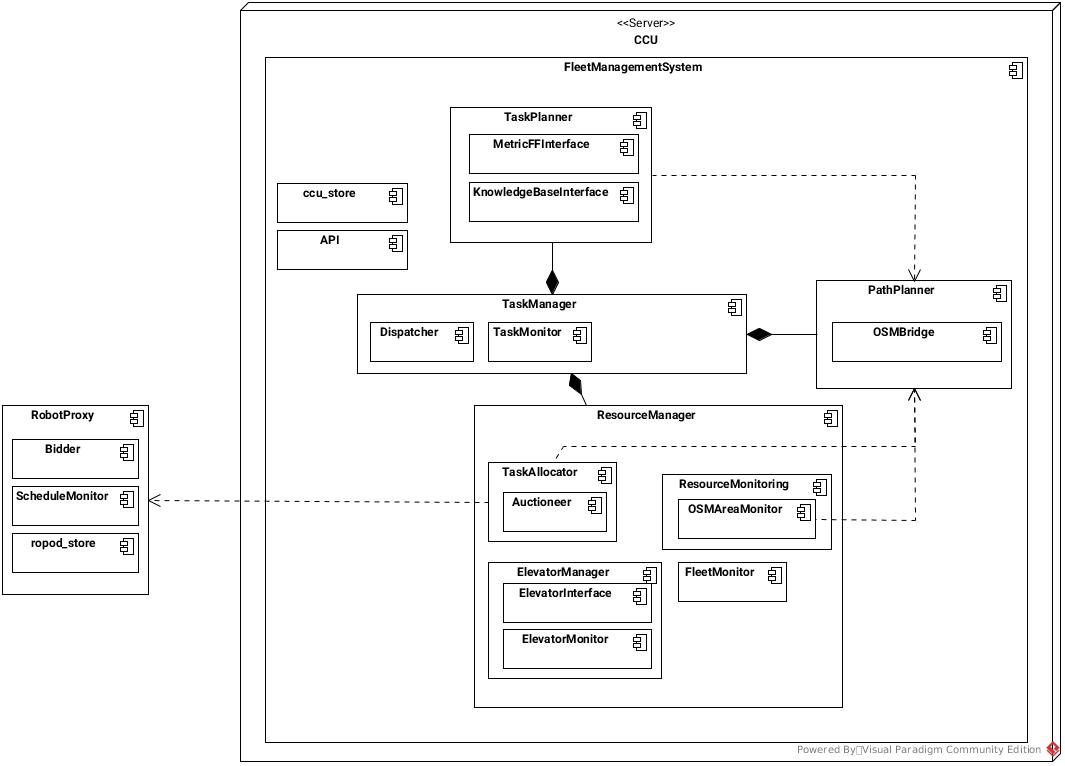 <<Server>>
CCU
FleetManagementSystem
TaskPlanner
MetricFFInterface
KnowledgeBaseInterface
ccu_store
API
TaskManager
Dispatcher
TaskMonitor
PathPlanner
OSMBridge
RobotProxy
Bidder
ScheduleMonitor
ropod_store
ResourceManager
TaskAllocator
Auctioneer
ResourceMonitoring
OSMAreaMonitor
ElevatorManager
ElevatorInterface
ElevatorMonitor
FleetMonitor
Powered By Visual Paradigm Community Edition